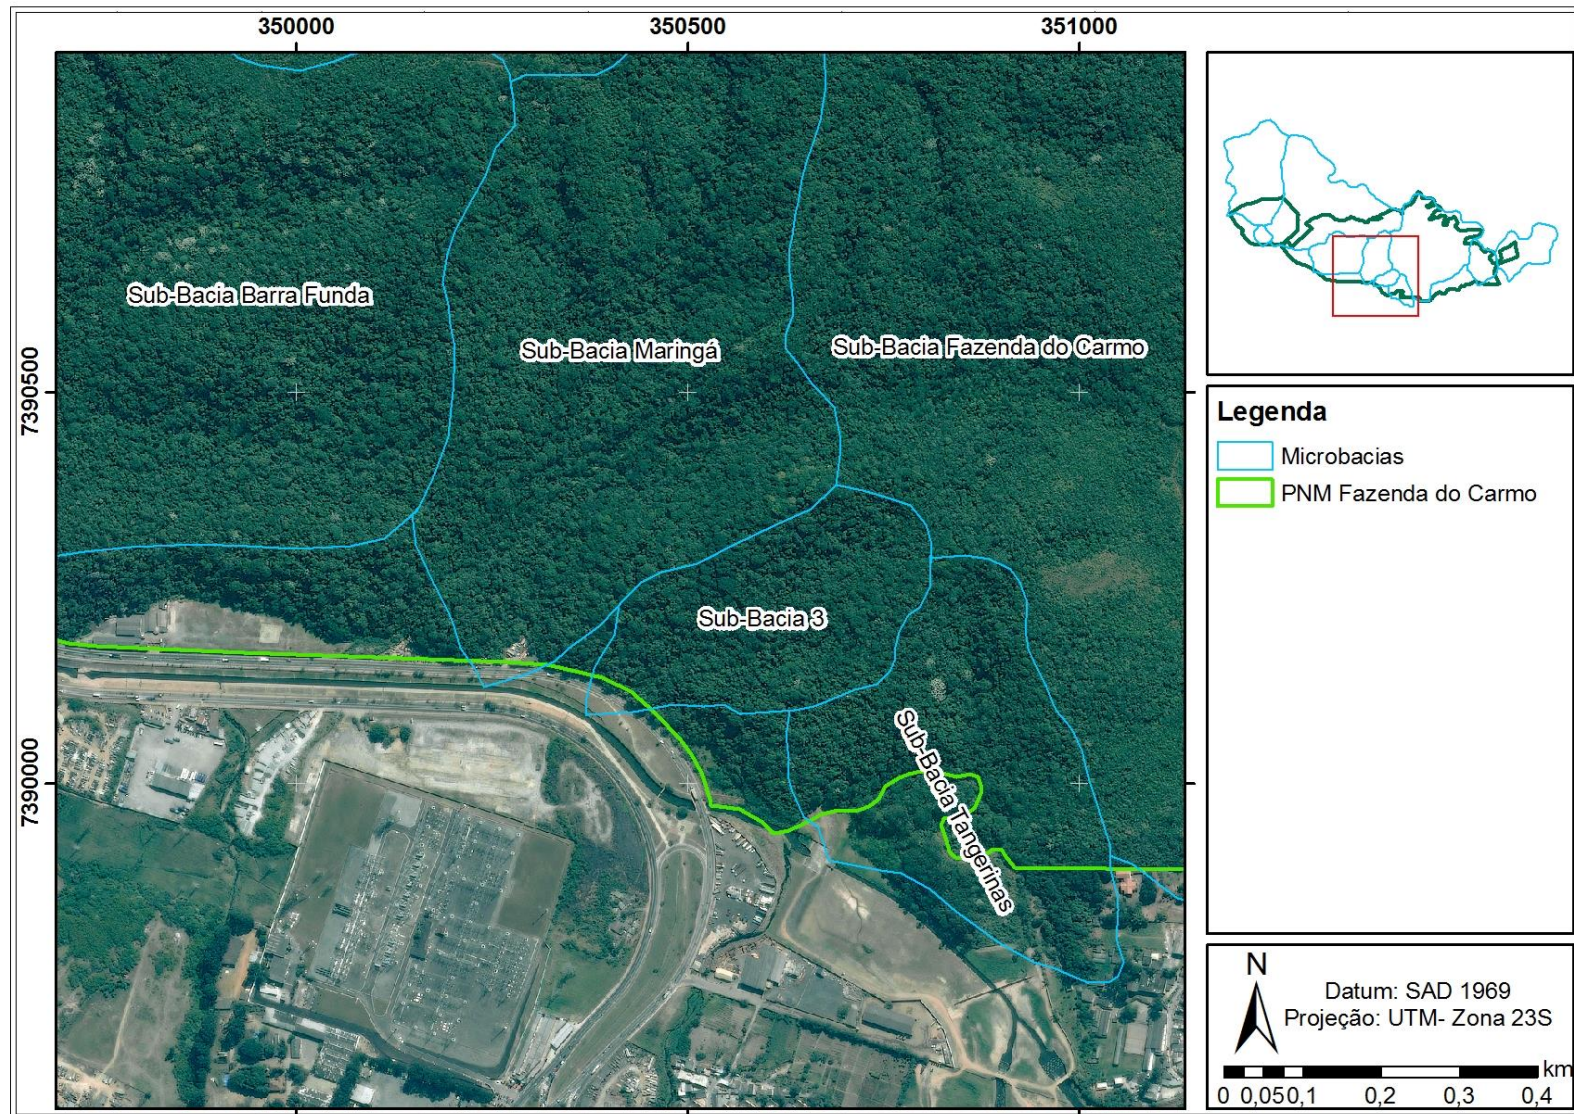 350000
350500
351000
7390500
7390000
Sub-Bacia Barra Funda
Sub-Bacia Maringá
Sub-Bacia Fazenda do Carmo
Sub-Bacia 3
Sub-Bacia Tangerinas
Legenda
Microbacias
PNM Fazenda do Carmo
N
Datum: SAD 1969
Projeção: UTM- Zona 23S
km
0 0,05 0,1 0,2 0,3 0,4